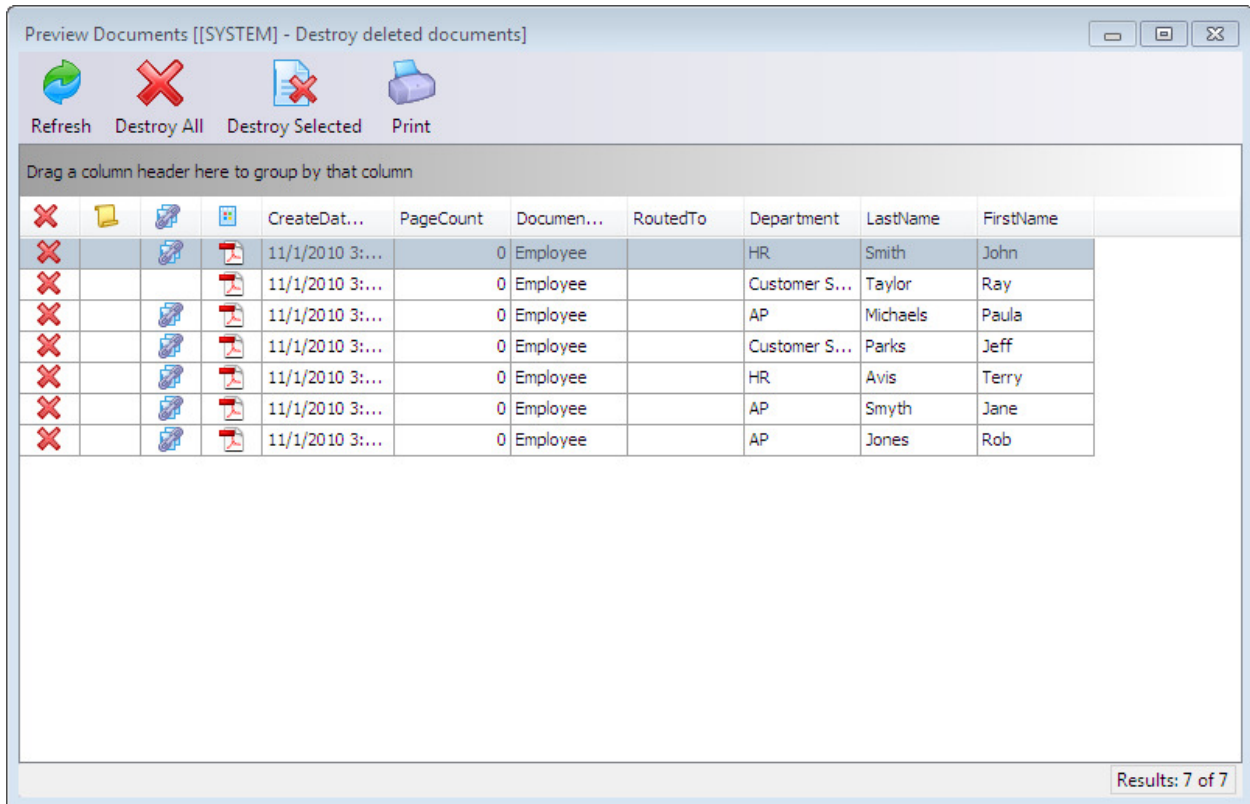 Preview Documents [[SYSTEM] - Destroy deleted documents]
Refresh Destroy All Destroy Selected Print
Drag a column header here to group by that column
CreateDat... PageCount Documen... RoutedTo Department LastName FirstName
11/1/2010 3:... 0 Employee HR Smith John
11/1/2010 3:... 0 Employee Customer S... Taylor Ray
11/1/2010 3:... 0 Employee AP Michaels Paula
11/1/2010 3:... 0 Employee Customer S... Parks Jeff
11/1/2010 3:... 0 Employee HR Avis Terry
11/1/2010 3:... 0 Employee AP Smyth Jane
11/1/2010 3:... 0 Employee AP Jones Rob
Results: 7 of 7